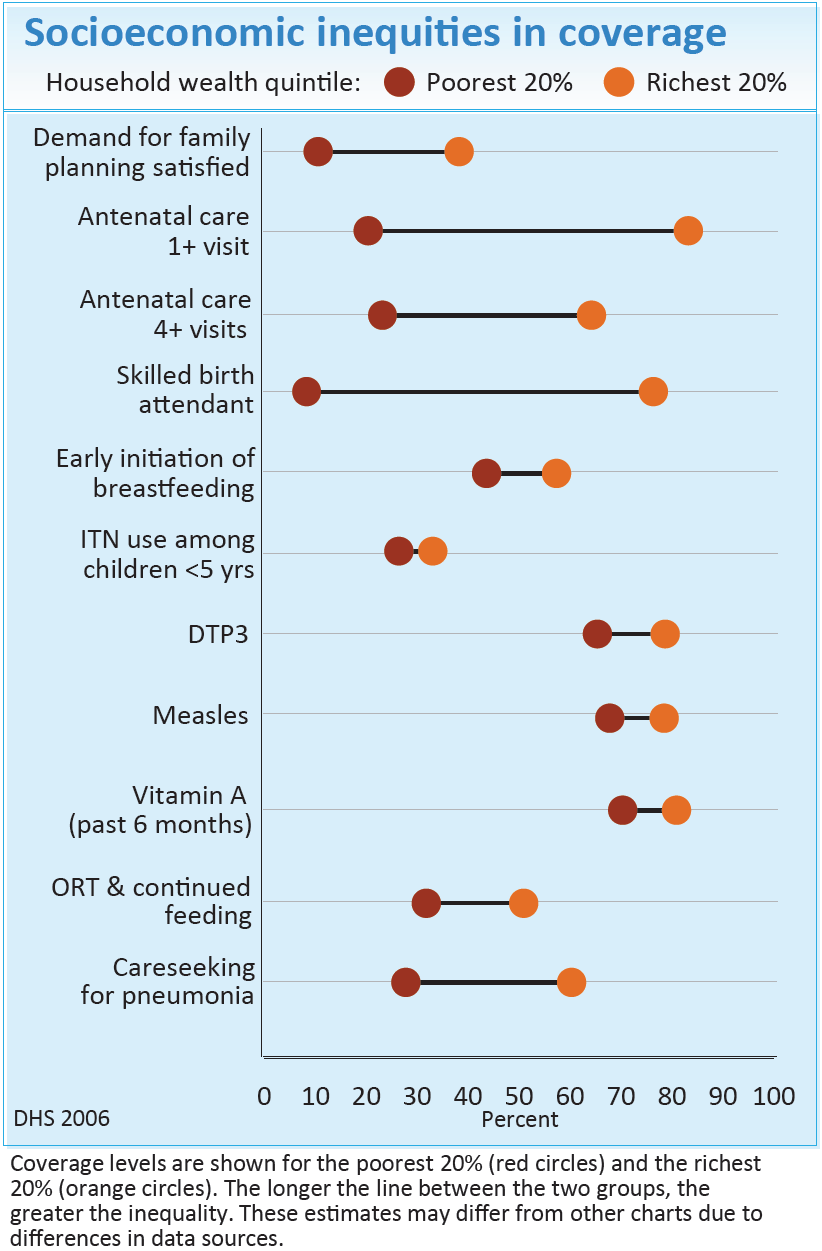 Socioeconomic inequities in coverage
Household wealth quintile: Poorest 20% Richest 20%
Demand for family
planning satisfied
Antenatal care
1+ visit
Antenatal care
4+ visits
Skilled birth
attendant
Early initiation of
breastfeeding
ITN use among
children <5 yrs
DTP3
Measles
Vitamin A
(past 6 months)
ORT & continued
feeding
Careseeking
for pneumonia
0 10 20 30 40 50 60 70 80 90 100
Percent
DHS 2006
Coverage levels are shown for the poorest 20% (red circles) and the richest
20% (orange circles). The longer the line between the two groups, the
greater the inequality. These estimates may differ from other charts due to
differences in data sources.